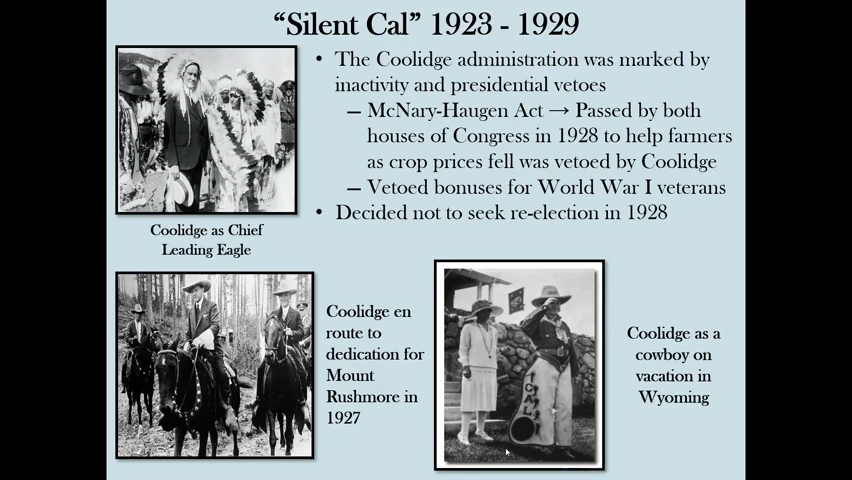 “Silent Cal” 1923 - 1929
• The Coolidge administration was marked by
inactivity and presidential vetoes
– McNary-Haugen Act → Passed by both
houses of Congress in 1928 to help farmers
as crop prices fell was vetoed by Coolidge
– Vetoed bonuses for World War I veterans
• Decided not to seek re-election in 1928
Coolidge as Chief
Leading Eagle
Coolidge en
route to
dedication for
Mount
Rushmore in
1927
CAL
Coolidge as a
cowboy on
vacation in
Wyoming